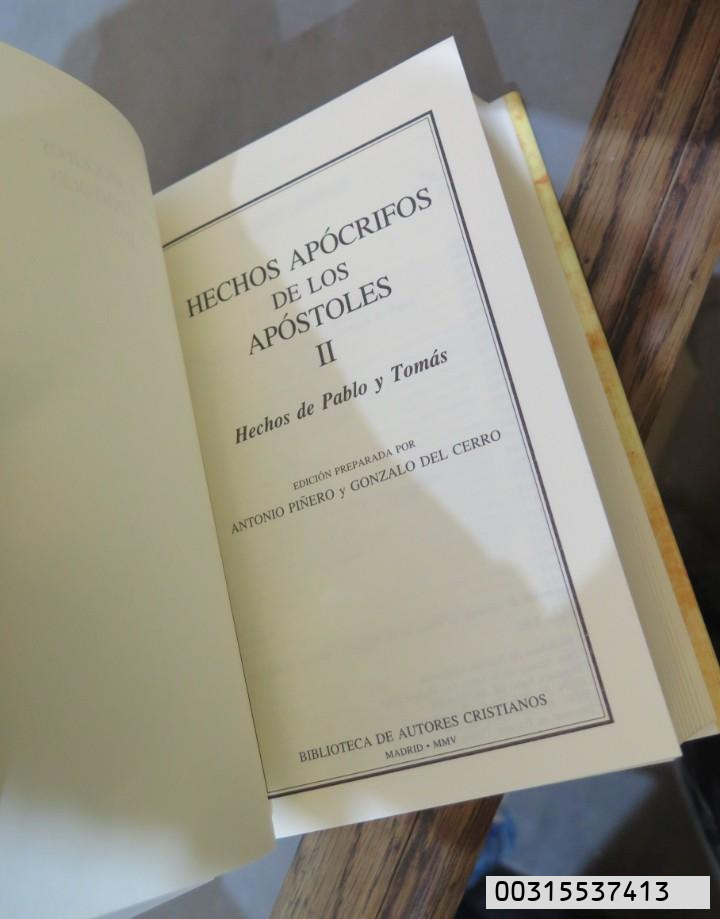 HECHOS APÓCRIFOS
DE LOS
APÓSTOLES
II
Hechos de Pablo y Tomás
EDICIÓN PREPARADA POR
ANTONIO PIÑERO y GONZALO DEL CERRO
BIBLIOTECA DE AUTORES CRISTIANOS
MADRID • MMV
00315537413